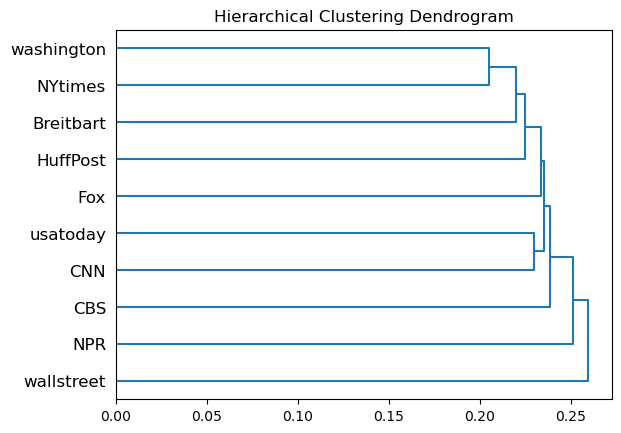 Hierarchical Clustering Dendrogram
washington
NYtimes
Breitbart
HuffPost
Fox
usatoday
CNN
CBS
NPR
wallstreet
0.00 0.05 0.10 0.15 0.20 0.25